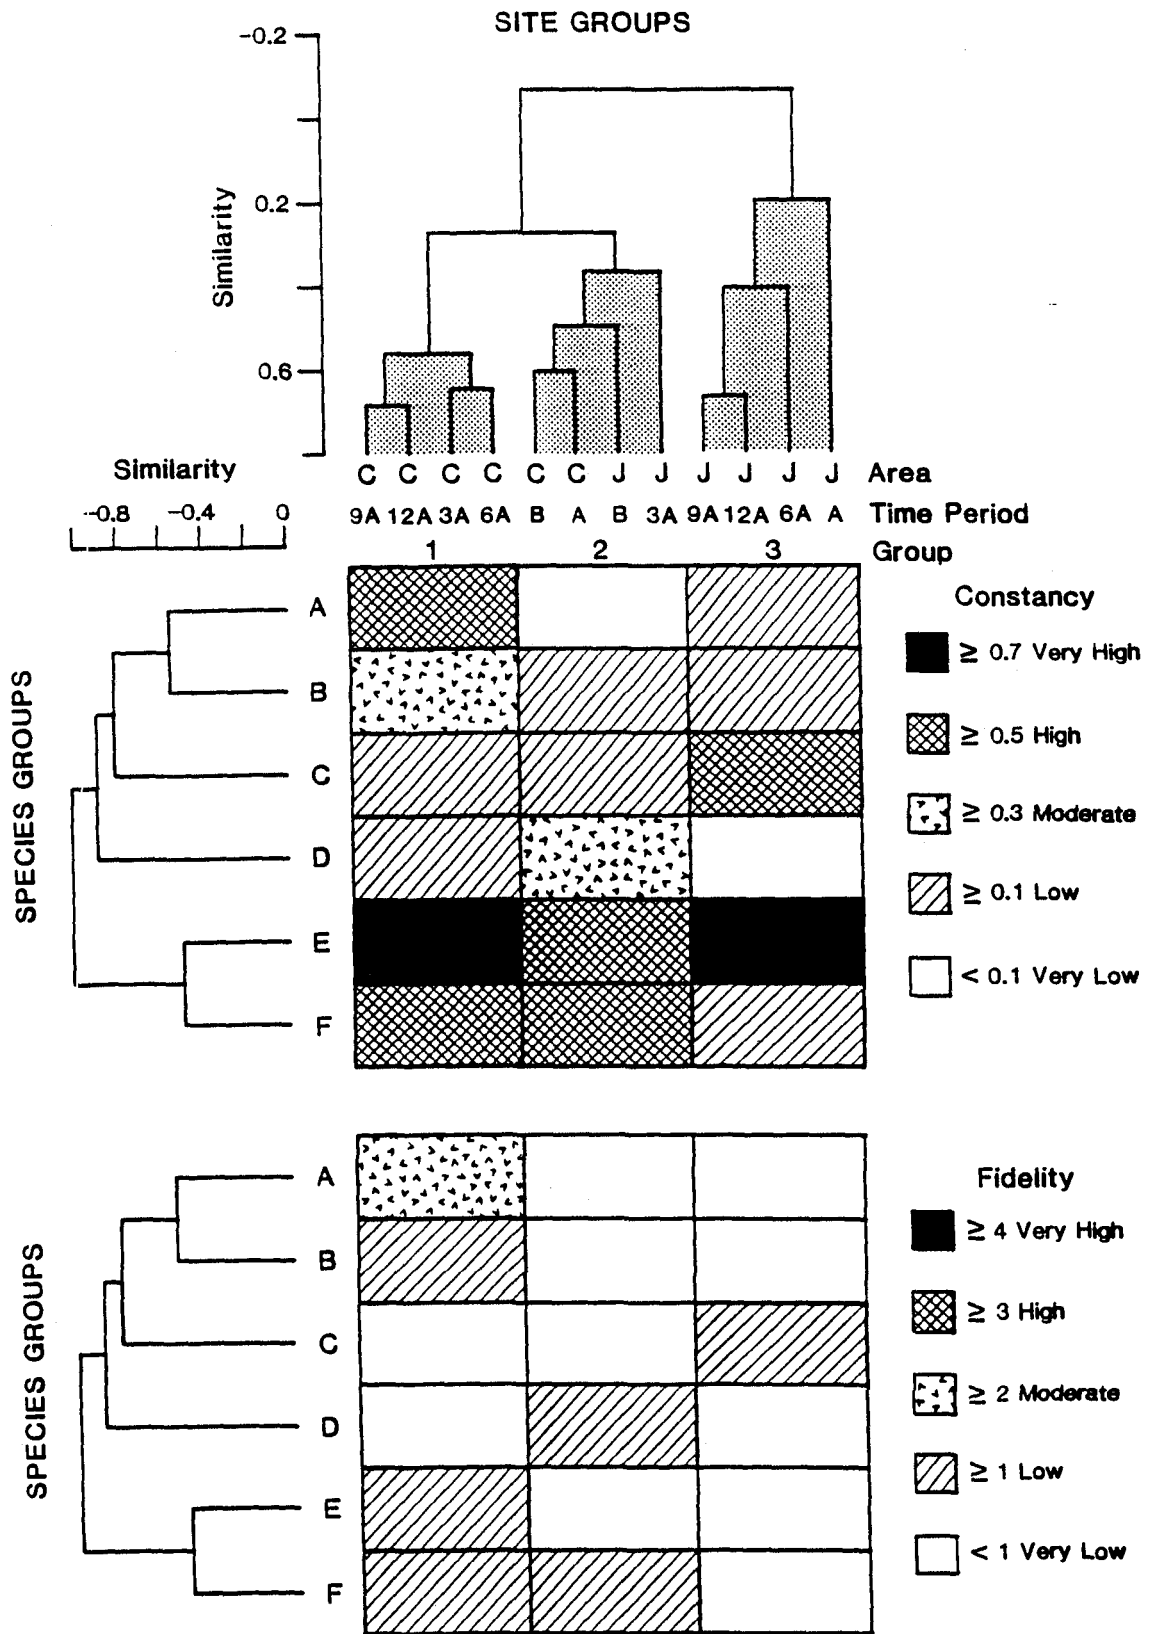 SITE GROUPS
-0.2
0.2
0.6
Similarity
C C C C C C J J J J J J Area
9A 12A 3A 6A B A B 3A 9A 12A 6A A Time Period
1 2 3 Group
Similarity
-0.8 -0.4 0
SPECIES GROUPS
A
B
C
D
E
F
Constancy
≥ 0.7 Very High
≥ 0.5 High
≥ 0.3 Moderate
≥ 0.1 Low
< 0.1 Very Low
SPECIES GROUPS
A
B
C
D
E
F
Fidelity
≥ 4 Very High
≥ 3 High
≥ 2 Moderate
≥ 1 Low
< 1 Very Low